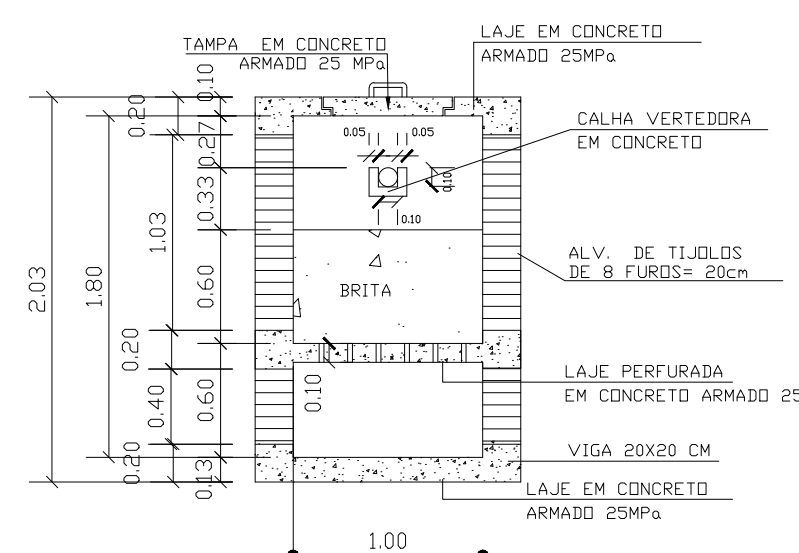 LAJE EM CONCRETO
ARMADO 25MPa
TAMPA EM CONCRETO
ARMADO 25 MPa
CALHA VERTEDORA
EM CONCRETO
ALV. DE TIJOLOS
DE 8 FUROS= 20cm
BRITA
LAJE PERFURADA
EM CONCRETO ARMADO 25
VIGA 20X20 CM
LAJE EM CONCRETO
ARMADO 25MPa
2.03
1.80
0.20
1.03
0.20
0.40
0.20
0.10
0.27
0.33
0.60
0.60
0.13
0.05
0.05
0.10
0.10
0.10
1.00